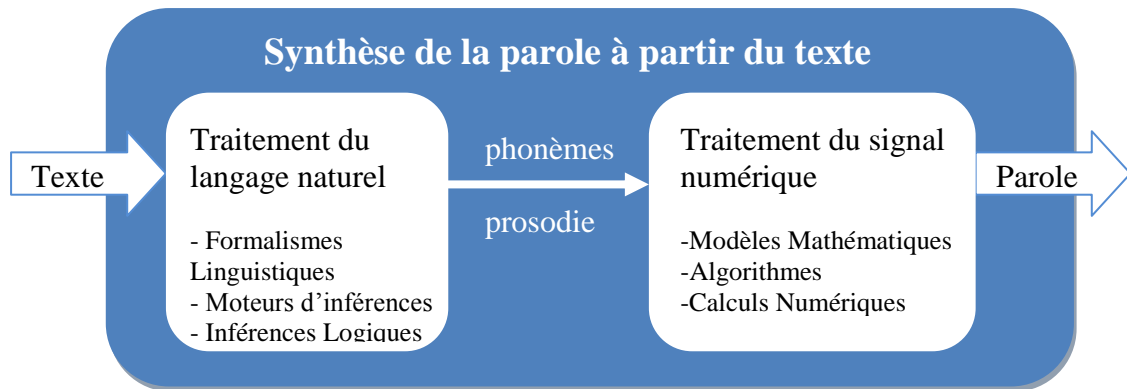 Synthèse de la parole à partir du texte
Texte
Traitement du
langage naturel
- Formalismes
Linguistiques
- Moteurs d’inférences
- Inférences Logiques
phonèmes
prosodie
Traitement du signal
numérique
-Modèles Mathématiques
-Algorithmes
-Calculs Numériques
Parole